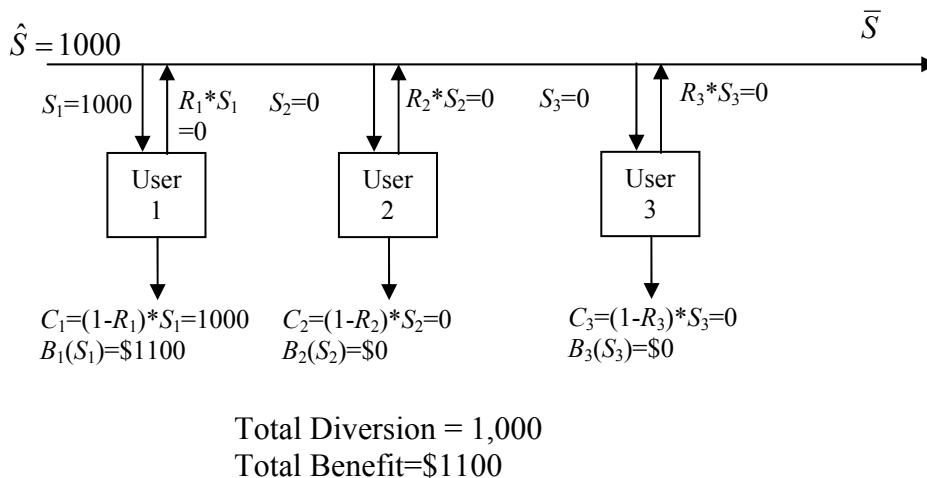 Ŝ = 1000
S̅
S₁=1000
R₁*S₁
=0
S₂=0
R₂*S₂=0
S₃=0
R₃*S₃=0
User
1
User
2
User
3
C₁=(1-R₁)*S₁=1000
B₁(S₁)=$1100
C₂=(1-R₂)*S₂=0
B₂(S₂)=$0
C₃=(1-R₃)*S₃=0
B₃(S₃)=$0
Total Diversion = 1,000
Total Benefit=$1100